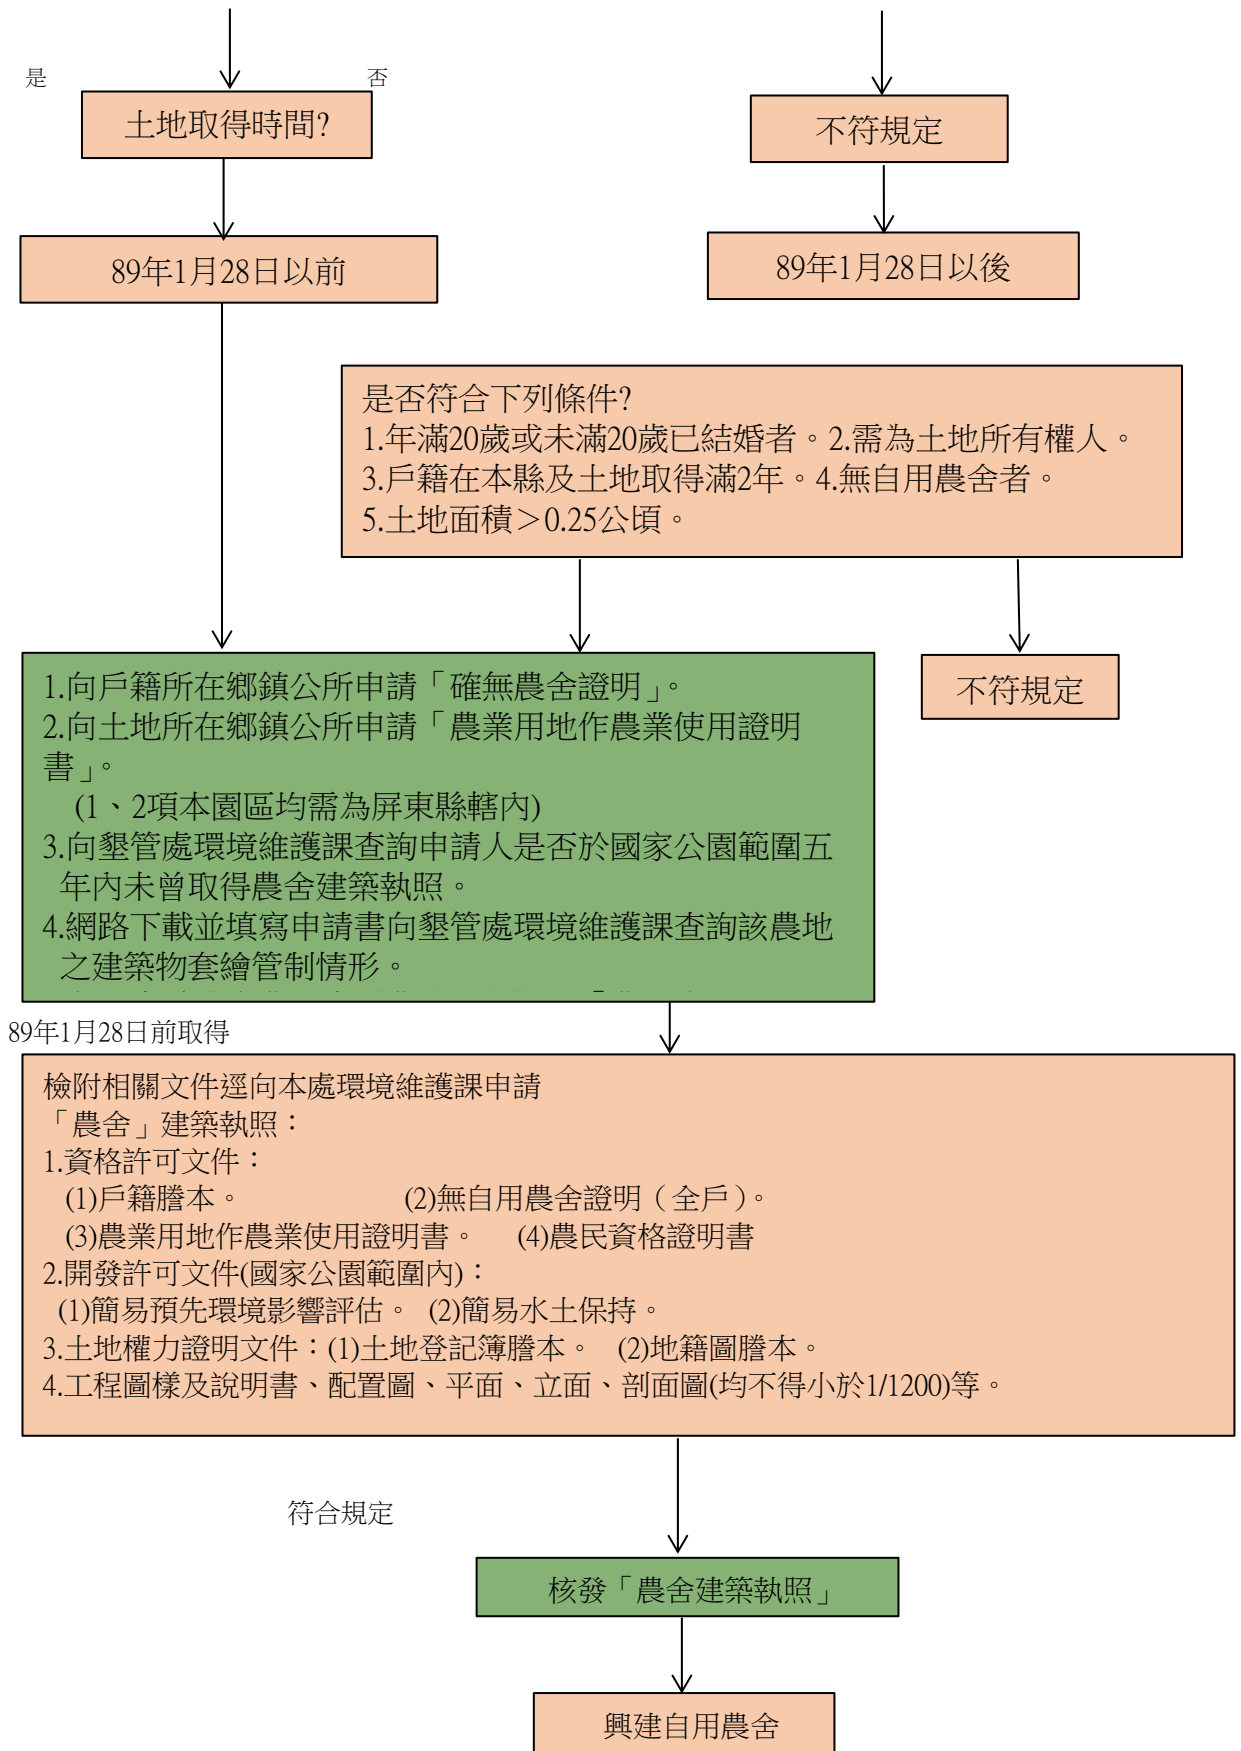 是
否
土地取得時間?
不符規定
89年1月28日以前
89年1月28日以後
是否符合下列條件?
1.年滿20歲或未滿20歲已結婚者。2.需為土地所有權人。
3.戶籍在本縣及土地取得滿2年。4.無自用農舍者。
5.土地面積＞0.25公頃。
1.向戶籍所在鄉鎮公所申請「確無農舍證明」。
2.向土地所在鄉鎮公所申請「農業用地作農業使用證明
書」。
(1、2項本園區均需為屏東縣轄內)
3.向墾管處環境維護課查詢申請人是否於國家公園範圍五
年內未曾取得農舍建築執照。
4.網路下載並填寫申請書向墾管處環境維護課查詢該農地
之建築物套繪管制情形。
不符規定
89年1月28日前取得
檢附相關文件逕向本處環境維護課申請
「農舍」建築執照：
1.資格許可文件：
(1)戶籍謄本。 (2)無自用農舍證明（全戶）。
(3)農業用地作農業使用證明書。 (4)農民資格證明書
2.開發許可文件(國家公園範圍內)：
(1)簡易預先環境影響評估。 (2)簡易水土保持。
3.土地權力證明文件：(1)土地登記簿謄本。 (2)地籍圖謄本。
4.工程圖樣及說明書、配置圖、平面、立面、剖面圖(均不得小於1/1200)等。
符合規定
核發「農舍建築執照」
興建自用農舍